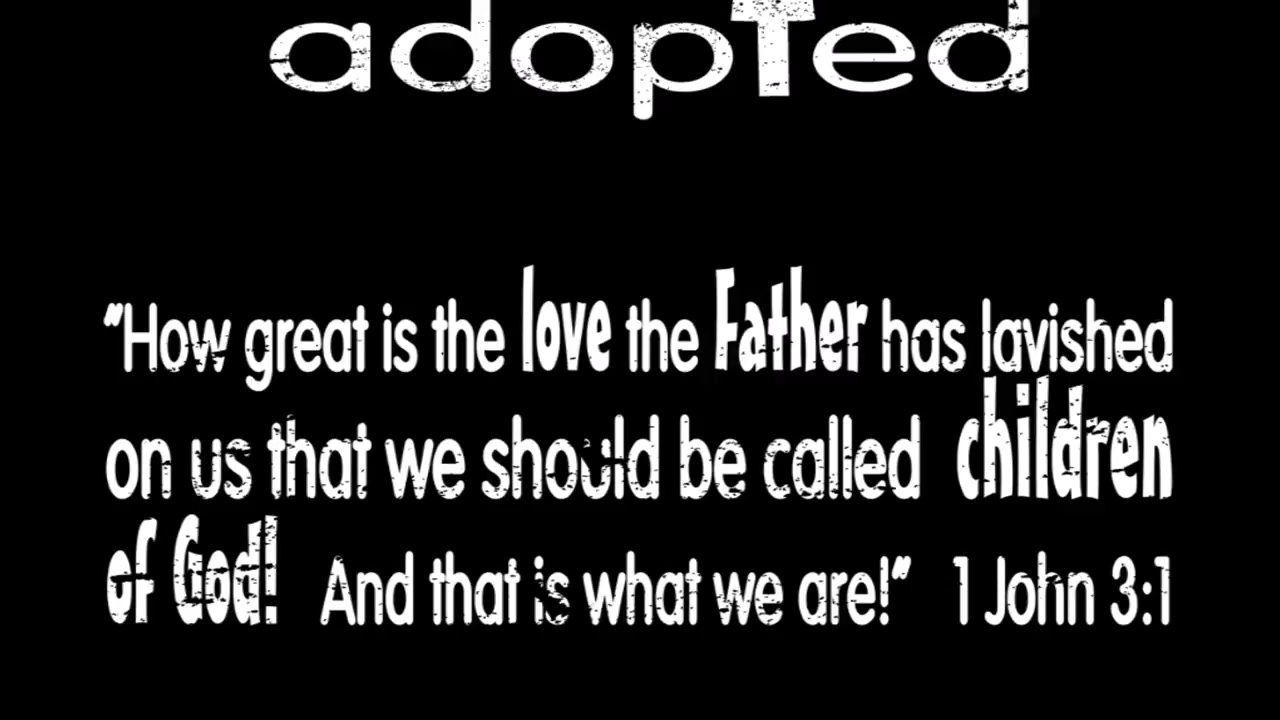 adopTed
"How great is the love the Father has lavished
on us that we should be called children
of God! And that is what we are!" 1 John 3:1